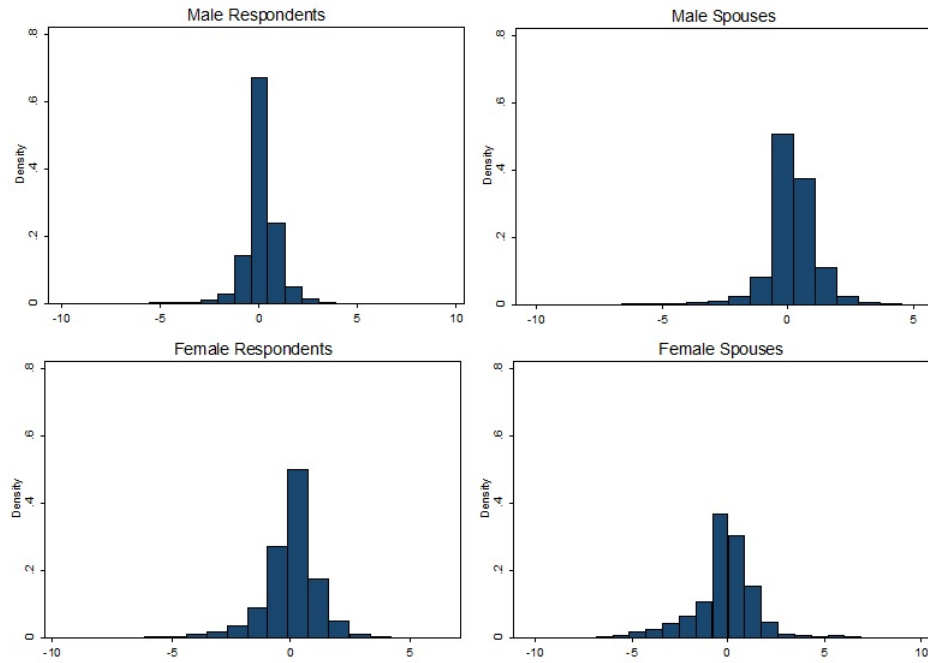 Male Respondents
Density
0 .2 .4 .6 .8
-10 -5 0 5 10
Male Spouses
Density
0 .2 .4 .6 .8
-10 -5 0 5
Female Respondents
Density
0 .2 .4 .6 .8
-10 -5 0 5
Female Spouses
Density
0 .2 .4 .6 .8
-10 -5 0 5 10